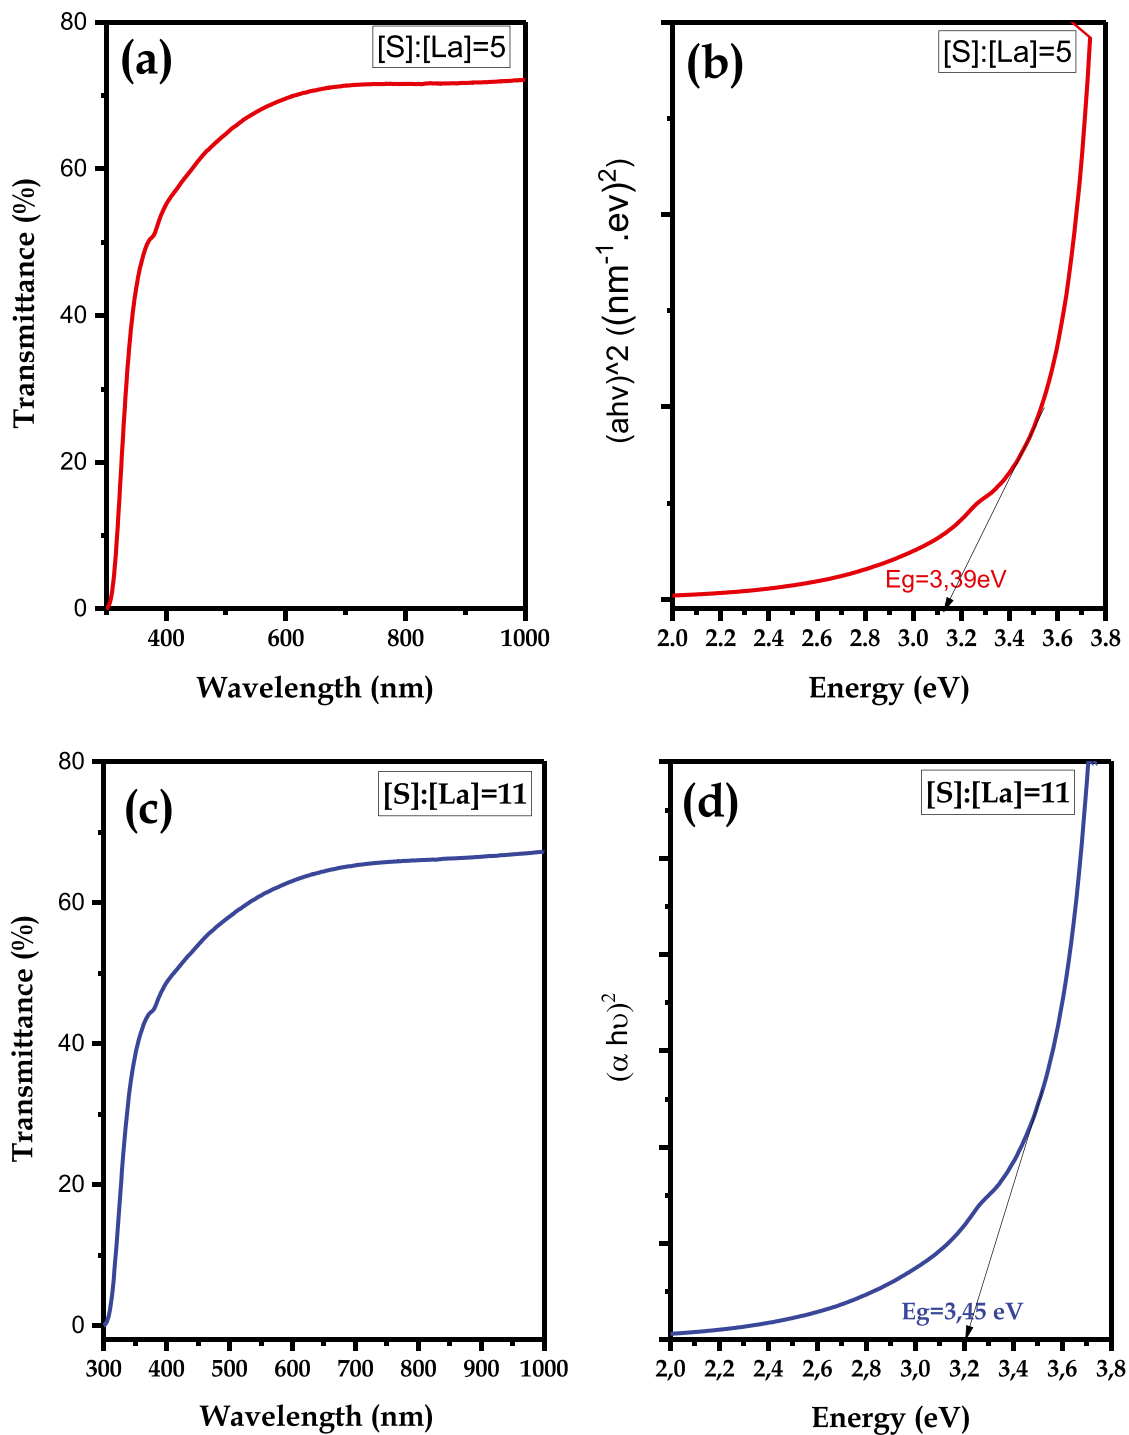 (a)
[S]:[La]=5
Transmittance (%)
80
60
40
20
0
400
600
800
1000
Wavelength (nm)
(b)
[S]:[La]=5
(ahv)^2 ((nm⁻¹.ev)²)
Eg=3,39eV
2.0
2,2
2.4
2.6
2.8
3.0
3.2
3.4
3.6
3.8
Energy (eV)
(c)
[S]:[La]=11
Transmittance (%)
80
60
40
20
0
300
400
500
600
700
800
900
1000
Wavelength (nm)
(d)
[S]:[La]=11
(α hυ)²
Eg=3,45 eV
2,0
2,2
2,4
2,6
2,8
3,0
3,2
3,4
3,6
3,8
Energy (eV)